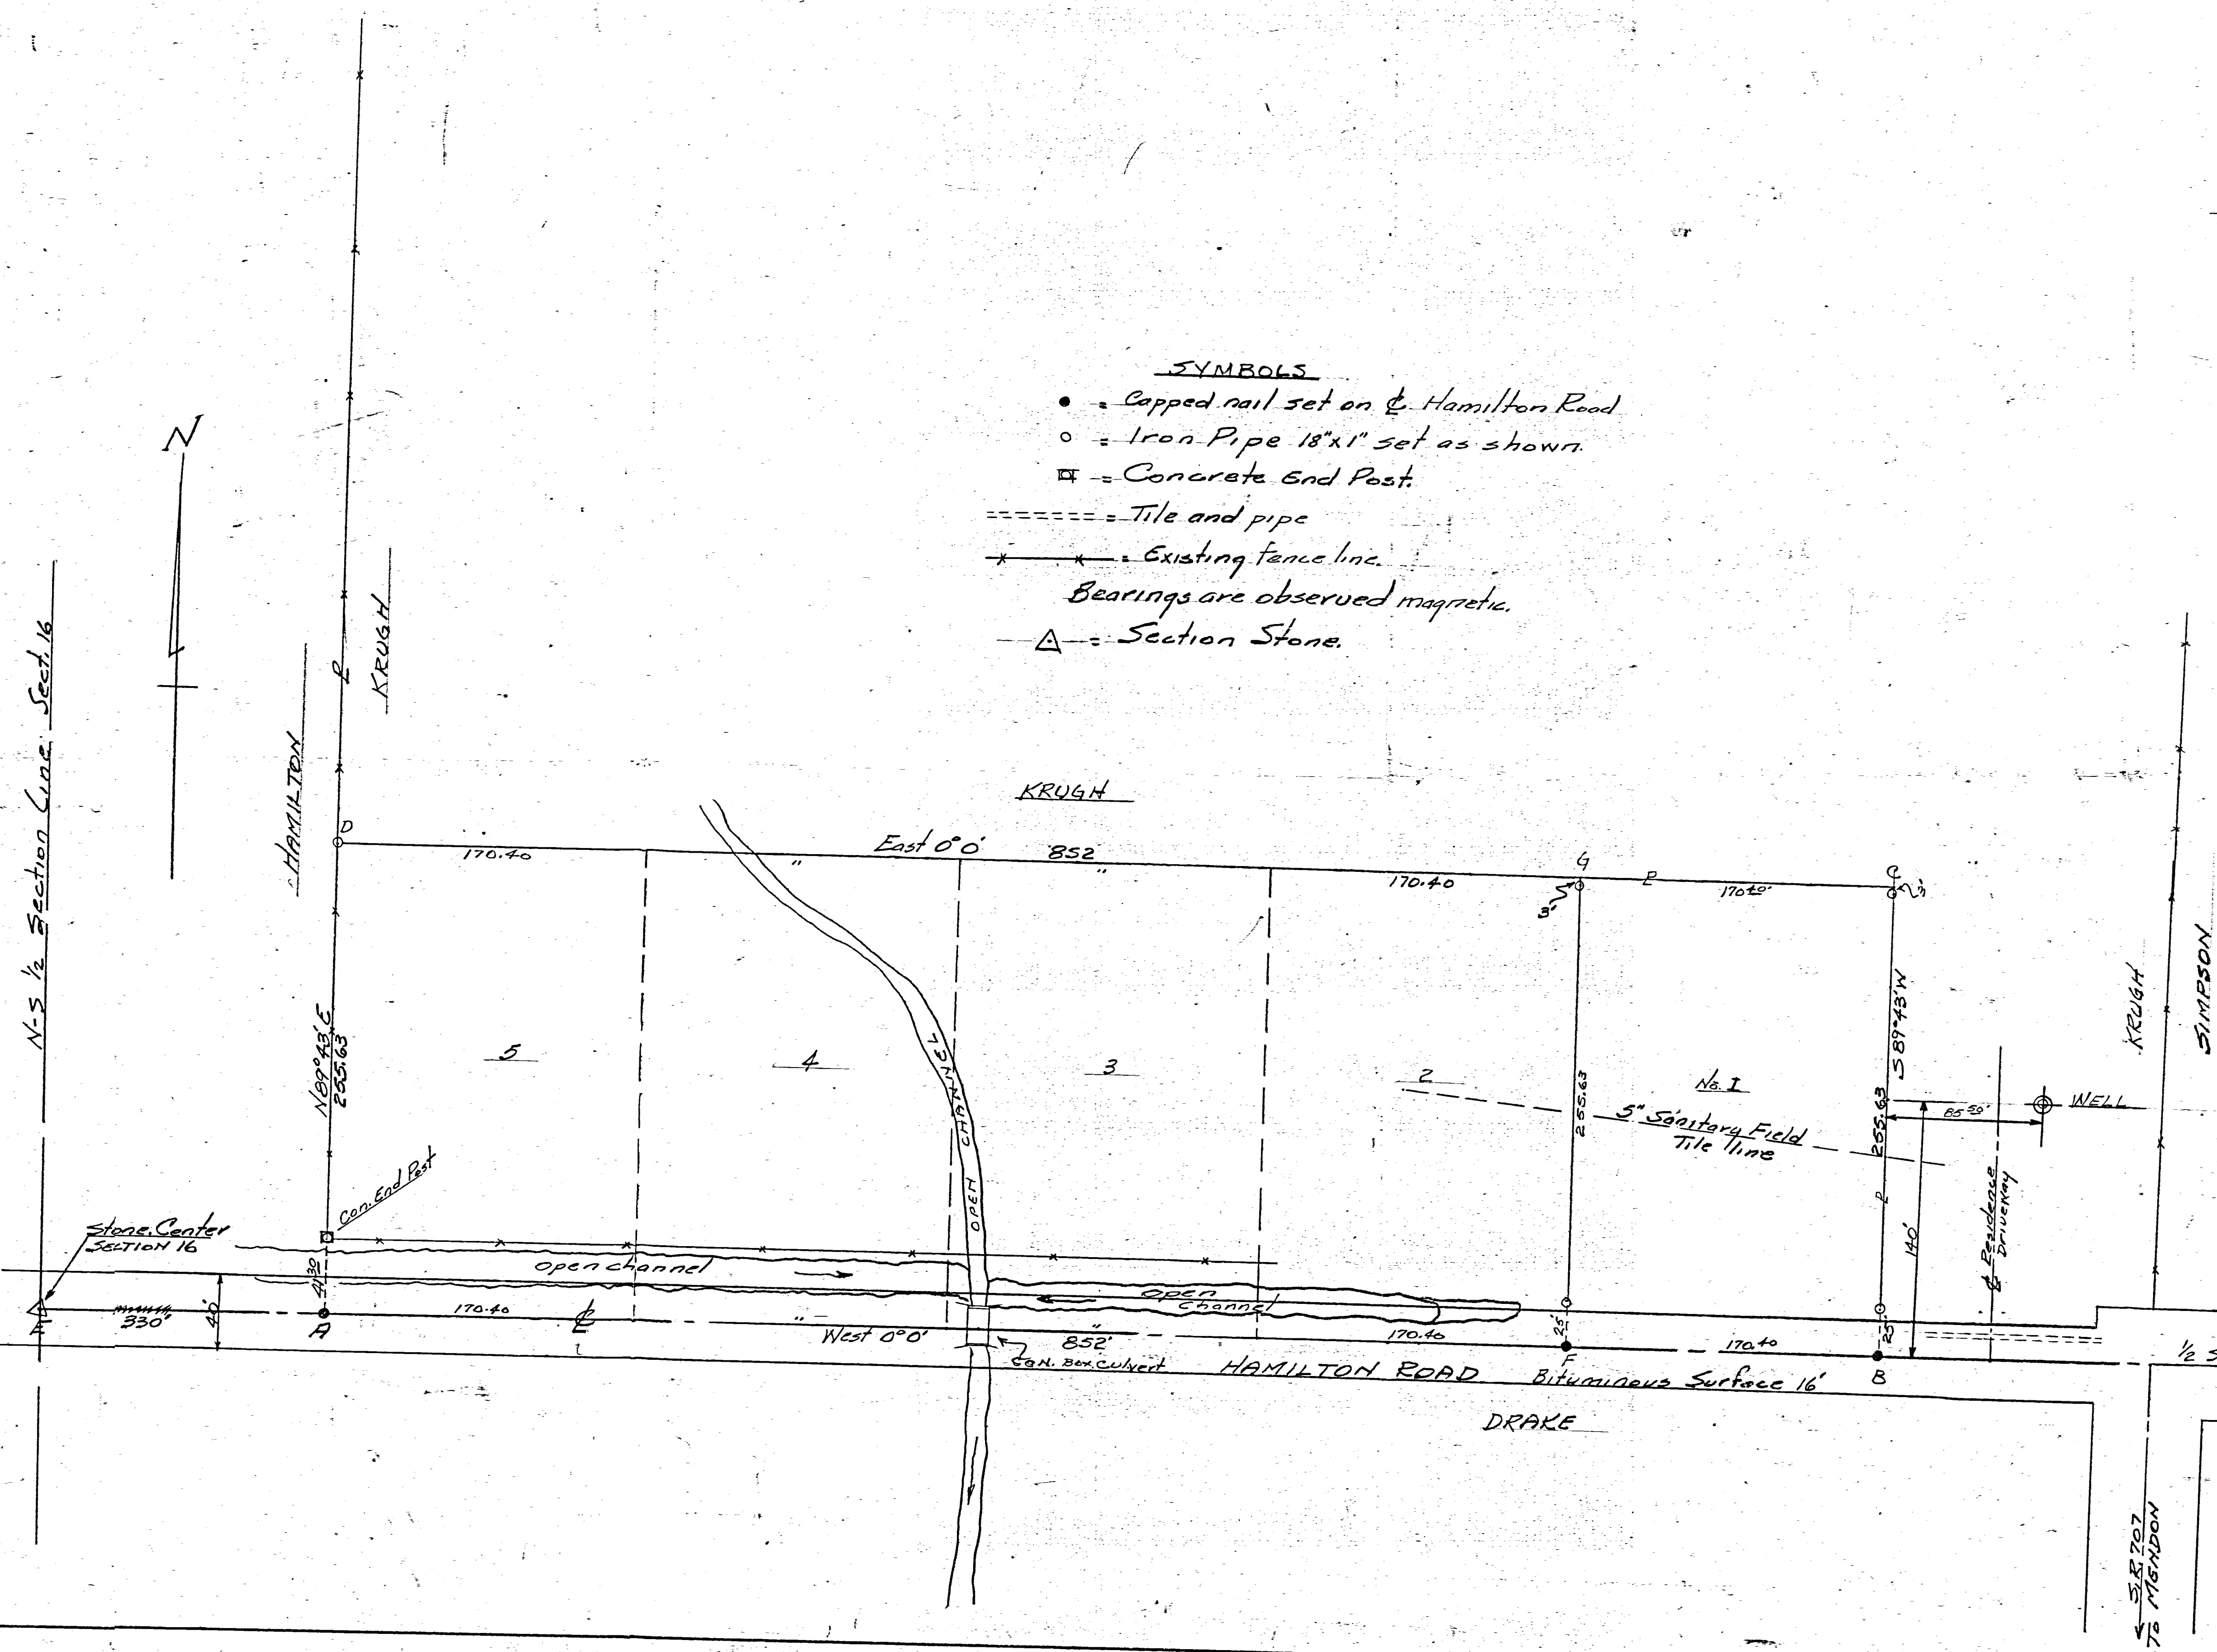 SYMBOLS
● = Capped nail set on ℄ Hamilton Road
○ = Iron Pipe 18"x1" set as shown.
= Concrete End Post.
====== = Tile and pipe
x x = Existing fence line.
Bearings are observed magnetic.
△ = Section Stone.
N
N-S 1/2 Section Line Sect. 16
HAMILTON
KRUGH
P
KRUGH
D
East 0°0' 852
170.40
"
"
170.40
G
P
170.40'
C
3'
3'
N89°43'E
255.63
5
4
3
2
No. I
255.63
S89°43'W
255.63
P
OPEN CHANNEL
5" Sanitary Field
Tile line
85.50'
WELL
140'
℄ Residence
Driveway
KRUGH
SIMPSON
Con. End Post
Stone. Center
SECTION 16
open channel
open
channel
41.30
40'
330'
E
A
170.40
℄
"
West 0°0'
852'
"
Con. Box Culvert
170.40
25'
F
170.40
25'
B
HAMILTON ROAD
Bituminous Surface 16'
DRAKE
1/2 S
S.R. 707
To MENDON